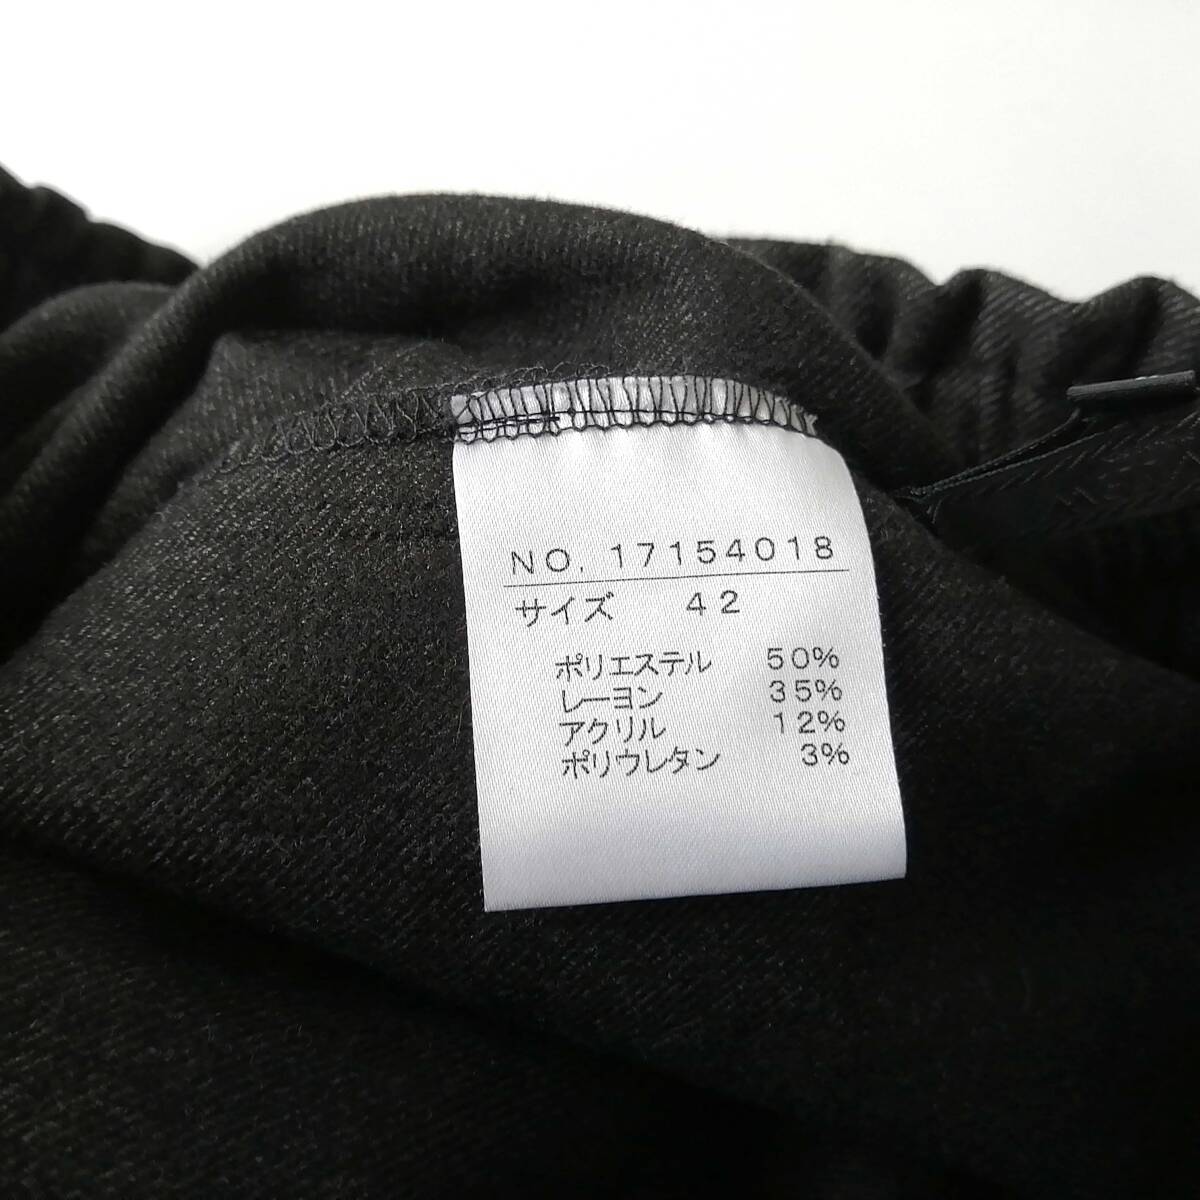 NO. 17154018
サイズ 42
ポリエステル 50%
レーヨン 35%
アクリル 12%
ポリウレタン 3%